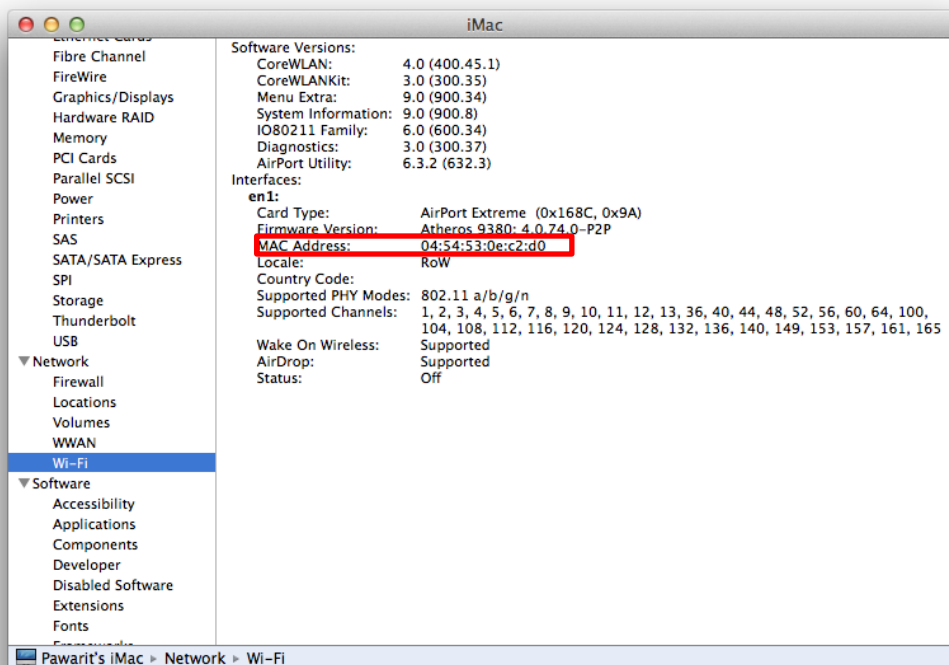 iMac
Fibre Channel
FireWire
Graphics/Displays
Hardware RAID
Memory
PCI Cards
Parallel SCSI
Power
Printers
SAS
SATA/SATA Express
SPI
Storage
Thunderbolt
USB
Network
Firewall
Locations
Volumes
WWAN
Wi-Fi
Software
Accessibility
Applications
Components
Developer
Disabled Software
Extensions
Fonts
Software Versions:
CoreWLAN: 4.0 (400.45.1)
CoreWLANKit: 3.0 (300.35)
Menu Extra: 9.0 (900.34)
System Information: 9.0 (900.8)
IO80211 Family: 6.0 (600.34)
Diagnostics: 3.0 (300.37)
AirPort Utility: 6.3.2 (632.3)
Interfaces:
en1:
Card Type: AirPort Extreme (0x168C, 0x9A)
Firmware Version: Atheros 9380: 4.0.74.0-P2P
MAC Address: 04:54:53:0e:c2:d0
Locale: RoW
Country Code:
Supported PHY Modes: 802.11 a/b/g/n
Supported Channels: 1, 2, 3, 4, 5, 6, 7, 8, 9, 10, 11, 12, 13, 36, 40, 44, 48, 52, 56, 60, 64, 100,
104, 108, 112, 116, 120, 124, 128, 132, 136, 140, 149, 153, 157, 161, 165
Wake On Wireless: Supported
AirDrop: Supported
Status: Off
Pawarit's iMac ▸ Network ▸ Wi-Fi